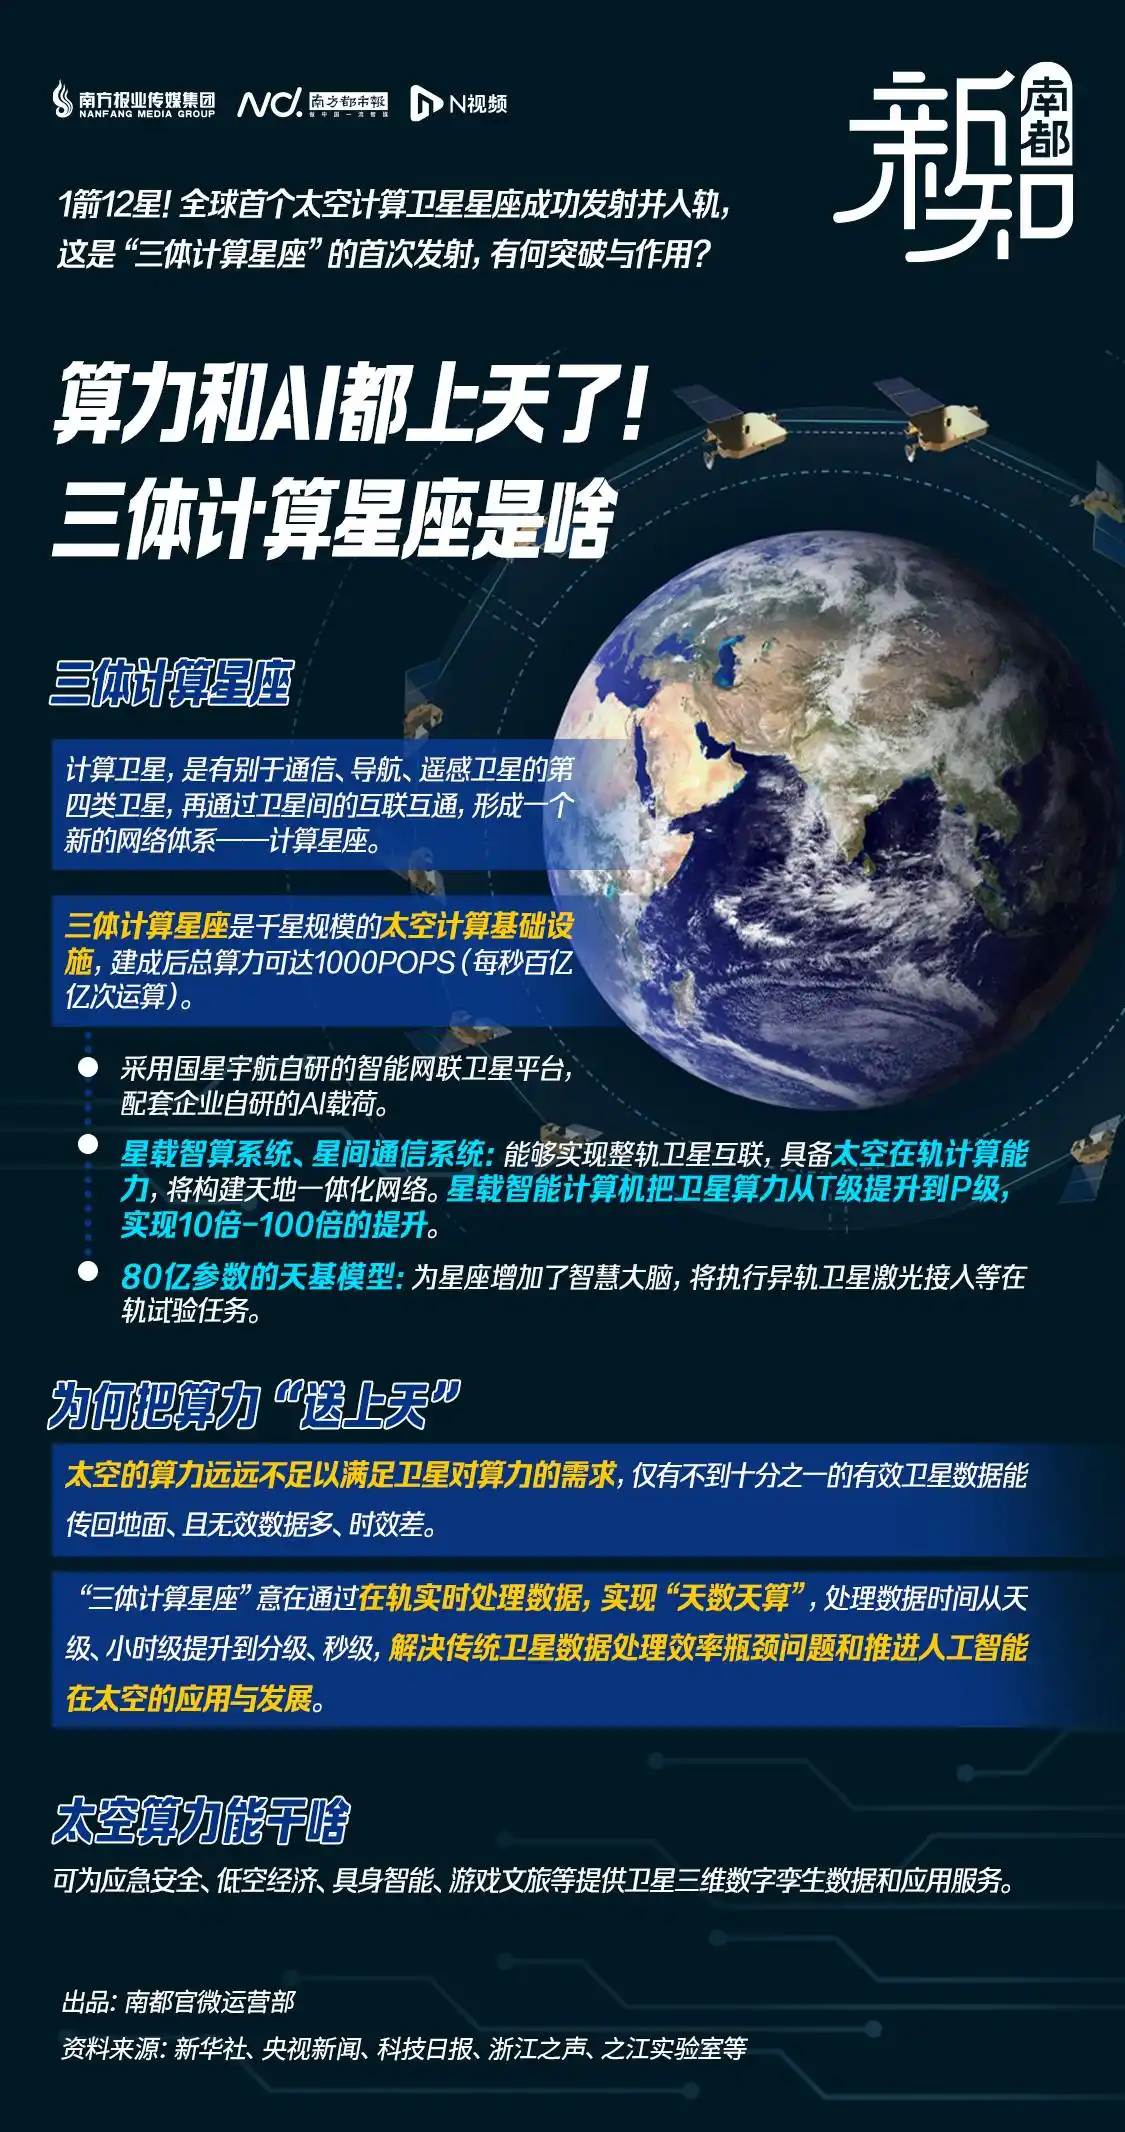 南方报业传媒集团
NANFANG MEDIA GROUP
nd.
南方都市報
做中国一流智媒
N视频
南都
新知
1箭12星！全球首个太空计算卫星星座成功发射并入轨，
这是“三体计算星座”的首次发射，有何突破与作用？
算力和AI都上天了！
三体计算星座是啥
三体计算星座
计算卫星，是有别于通信、导航、遥感卫星的第
四类卫星，再通过卫星间的互联互通，形成一个
新的网络体系——计算星座。
三体计算星座是千星规模的太空计算基础设
施，建成后总算力可达1000POPS（每秒百亿
亿次运算）。
采用国星宇航自研的智能网联卫星平台，
配套企业自研的AI载荷。
星载智算系统、星间通信系统：能够实现整轨卫星互联，具备太空在轨计算能
力，将构建天地一体化网络。星载智能计算机把卫星算力从T级提升到P级，
实现10倍-100倍的提升。
80亿参数的天基模型：为星座增加了智慧大脑，将执行异轨卫星激光接入等在
轨试验任务。
为何把算力“送上天”
太空的算力远远不足以满足卫星对算力的需求，仅有不到十分之一的有效卫星数据能
传回地面、且无效数据多、时效差。
“三体计算星座”意在通过在轨实时处理数据，实现“天数天算”，处理数据时间从天
级、小时级提升到分级、秒级，解决传统卫星数据处理效率瓶颈问题和推进人工智能
在太空的应用与发展。
太空算力能干啥
可为应急安全、低空经济、具身智能、游戏文旅等提供卫星三维数字孪生数据和应用服务。
出品：南都官微运营部
资料来源：新华社、央视新闻、科技日报、浙江之声、之江实验室等